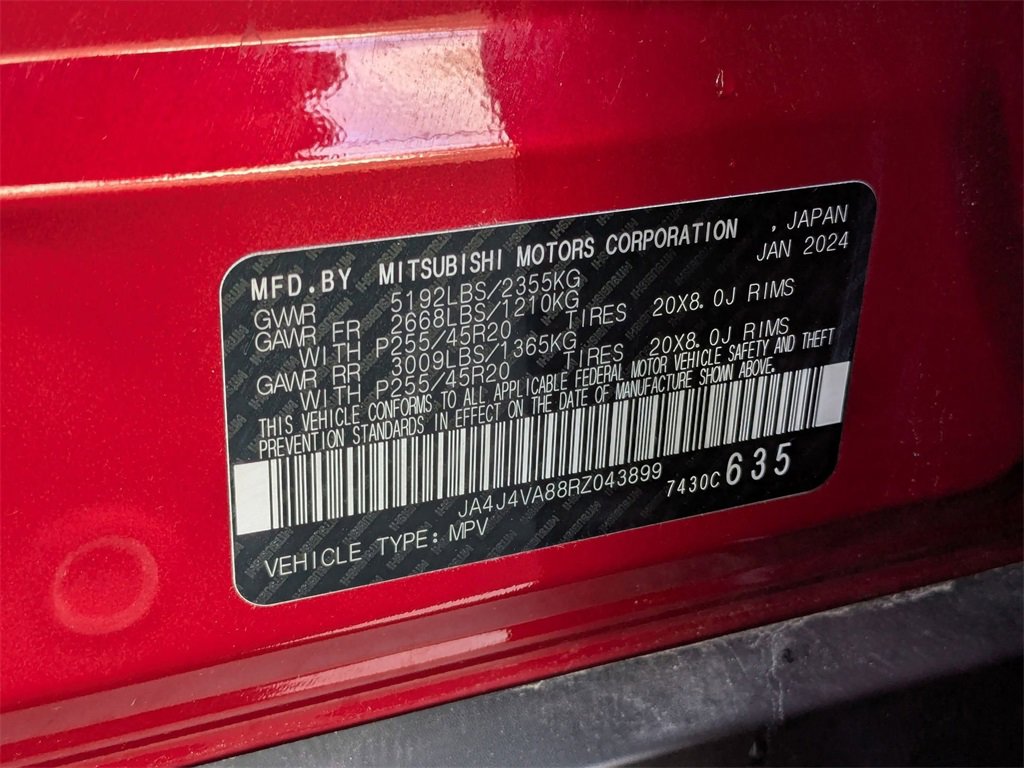 MFD.BY MITSUBISHI MOTORS CORPORATION , JAPAN
JAN 2024
GVWR 5192LBS/2355KG
GAWR FR 2668LBS/1210KG
WITH P255/45R20 TIRES 20X8.0J RIMS
GAWR RR 3009LBS/1365KG
WITH P255/45R20 TIRES 20X8.0J RIMS
THIS VEHICLE CONFORMS TO ALL APPLICABLE FEDERAL MOTOR VEHICLE SAFETY AND THEFT
PREVENTION STANDARDS IN EFFECT ON THE DATE OF MANUFACTURE SHOWN ABOVE.
JA4J4VA88RZ043899 7430C 635
VEHICLE TYPE: MPV